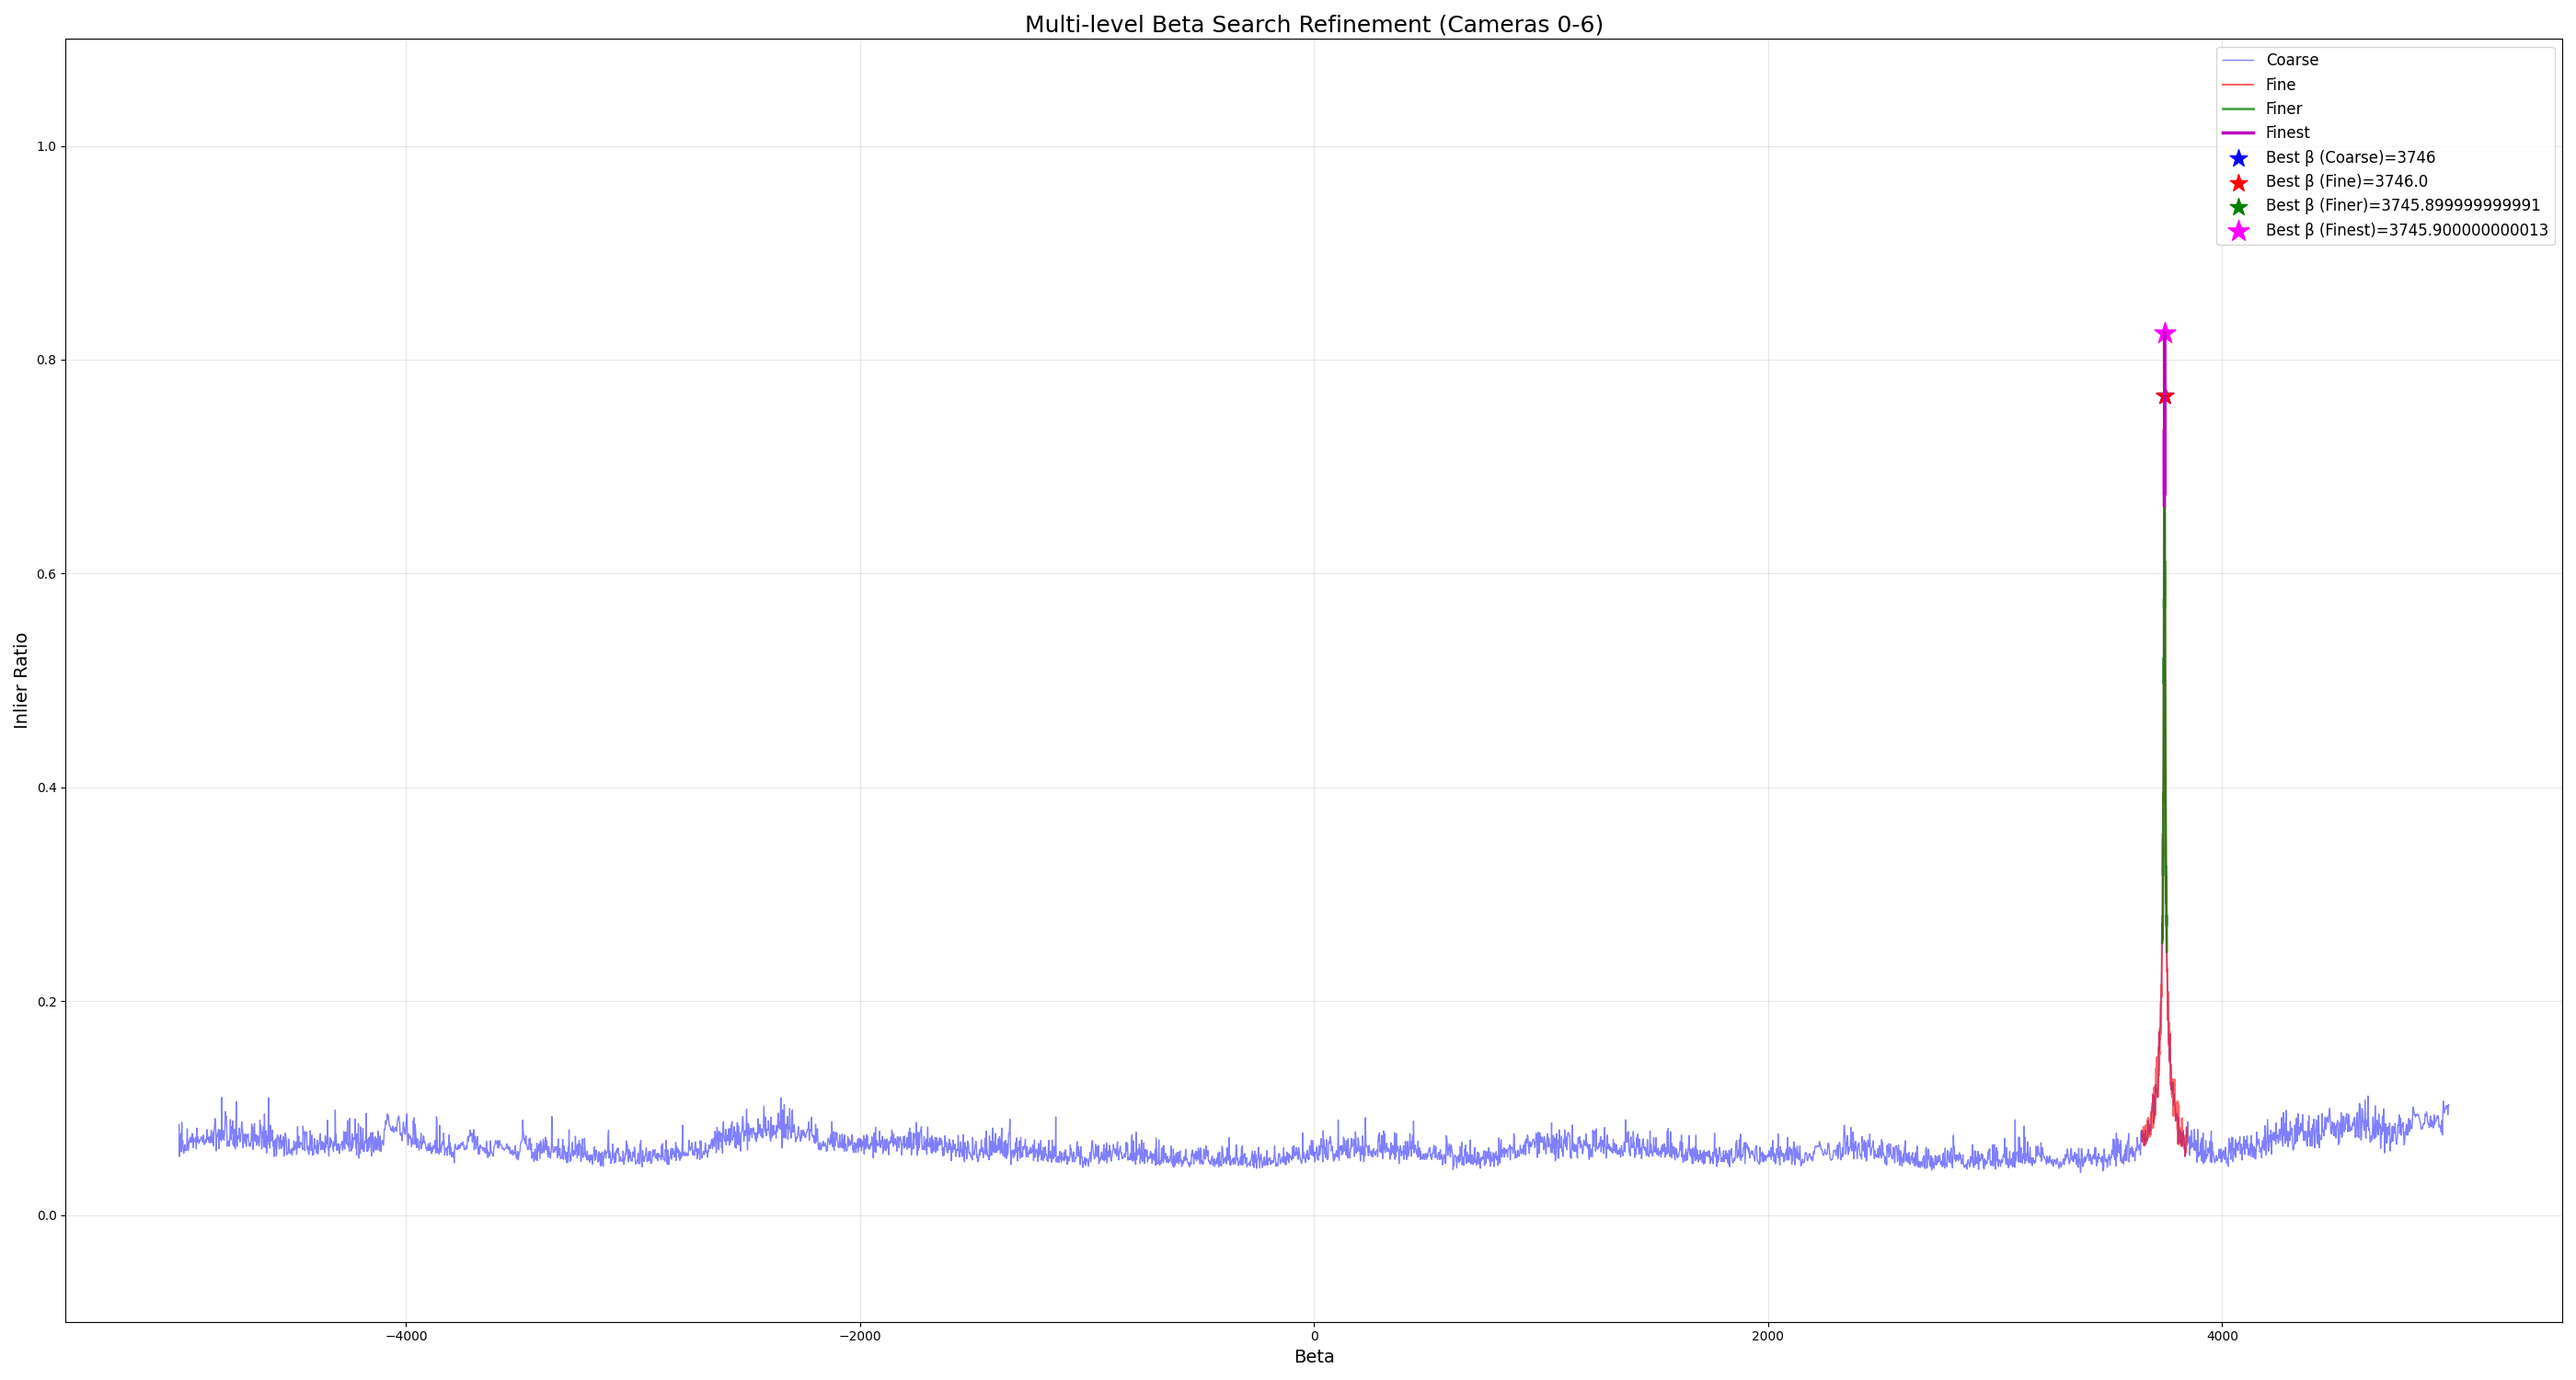 Multi-level Beta Search Refinement (Cameras 0-6)
Coarse
Fine
Finer
Finest
Best β (Coarse)=3746
Best β (Fine)=3746.0
Best β (Finer)=3745.899999999991
Best β (Finest)=3745.900000000013
1.0
0.8
0.6
0.4
0.2
0.0
Inlier Ratio
−4000
−2000
0
2000
4000
Beta